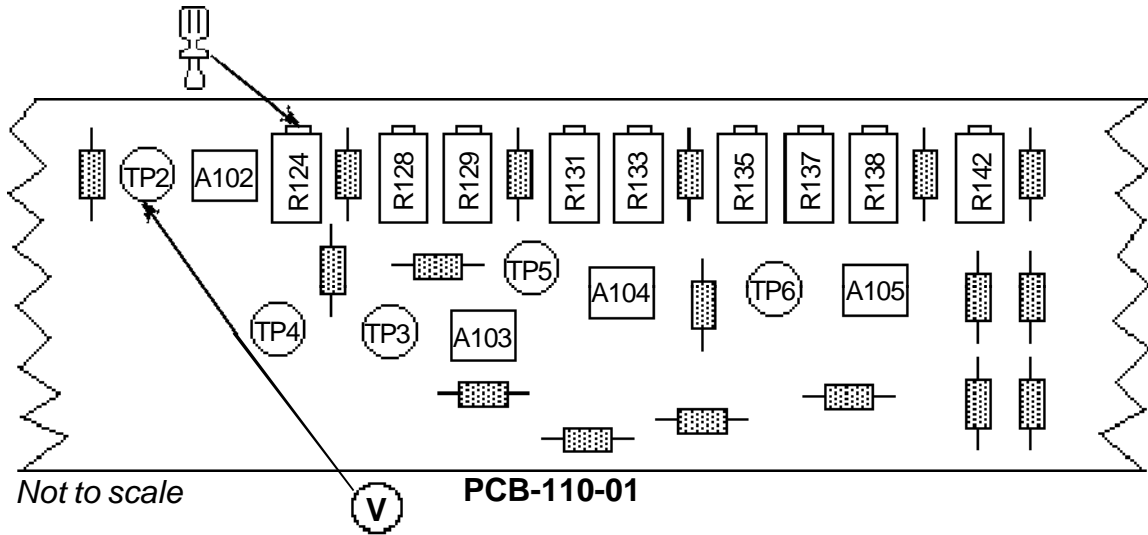 TP2 A102 R124 R128 R129 R131 R133 R135 R137 R138 R142
TP5 A104 TP6 A105
TP4 TP3 A103
Not to scale PCB-110-01
V